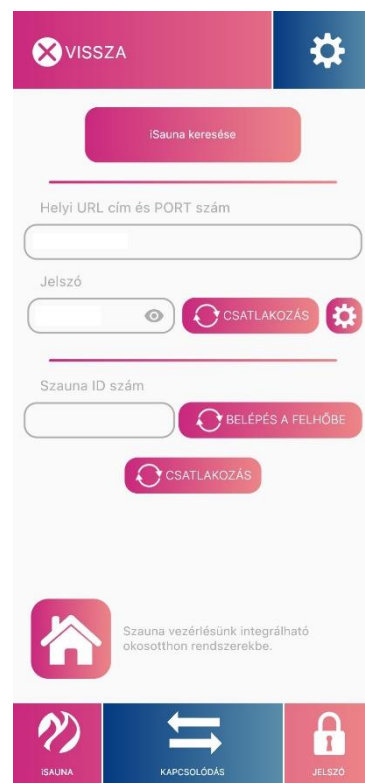 VISSZA
iSauna keresése
Helyi URL cím és PORT szám
Jelszó
CSATLAKOZÁS
Szauna ID szám
BELÉPÉS A FELHŐBE
CSATLAKOZÁS
Szauna vezérlésünk integrálható
okosotthon rendszerekbe.
ISAUNA
KAPCSOLÓDÁS
JELSZÓ